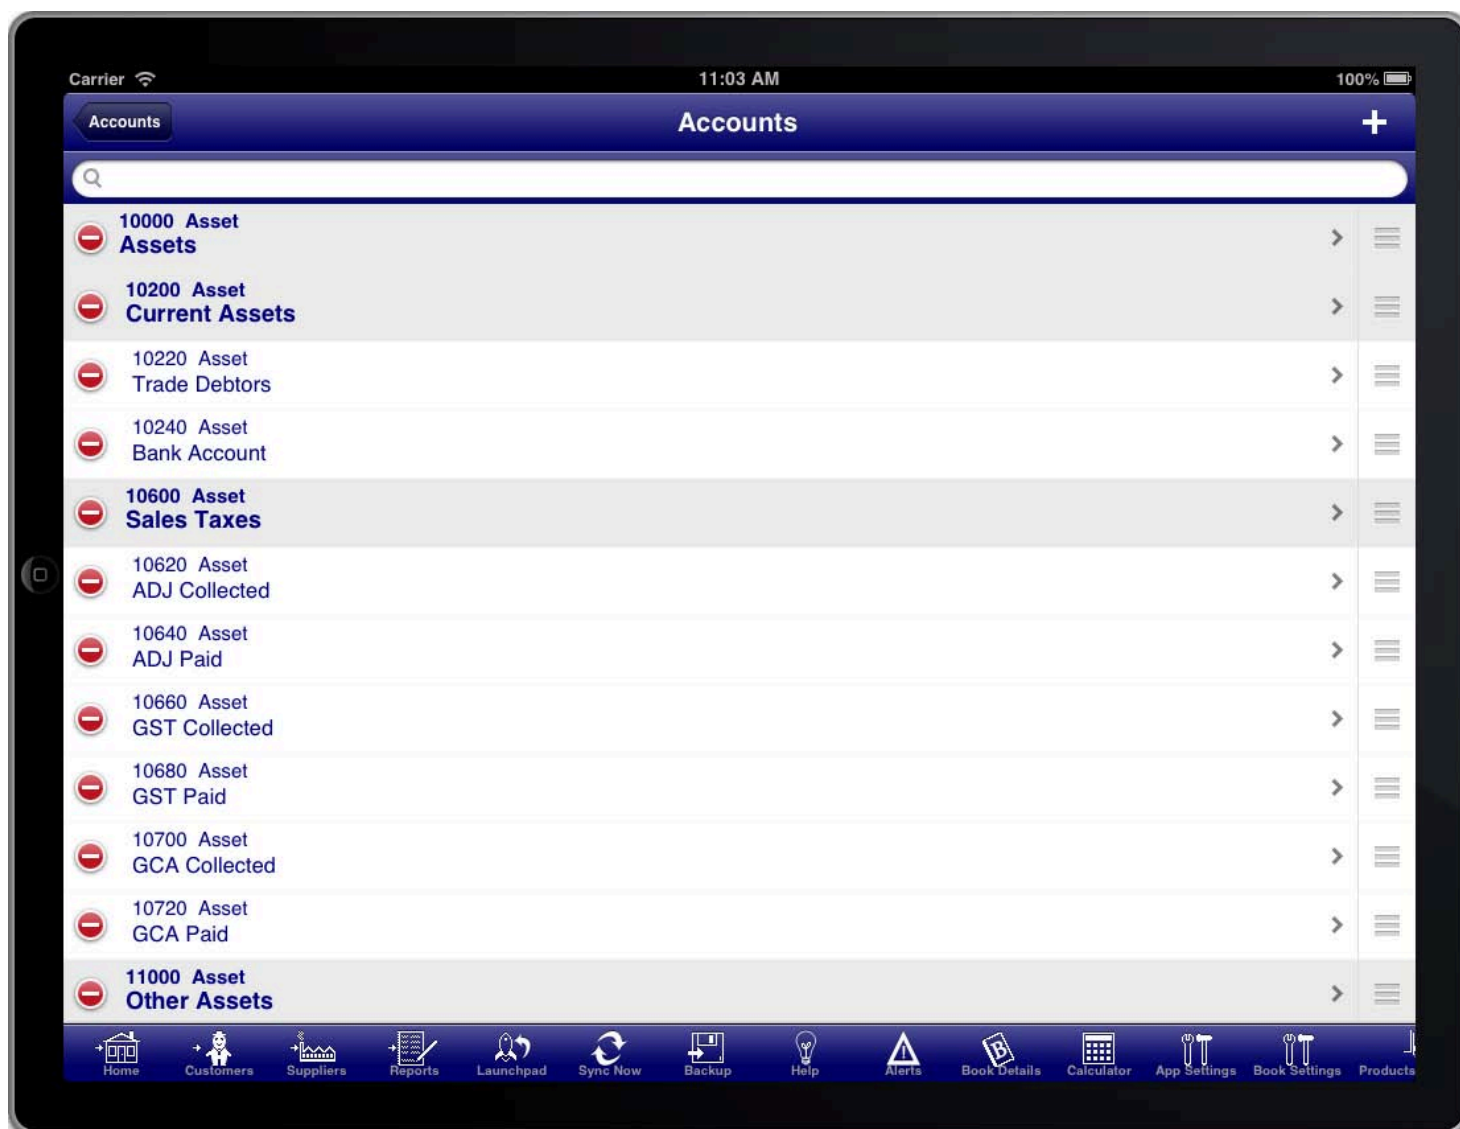 Carrier 11:03 AM 100%
Accounts Accounts +
10000 Asset
Assets
10200 Asset
Current Assets
10220 Asset
Trade Debtors
10240 Asset
Bank Account
10600 Asset
Sales Taxes
10620 Asset
ADJ Collected
10640 Asset
ADJ Paid
10660 Asset
GST Collected
10680 Asset
GST Paid
10700 Asset
GCA Collected
10720 Asset
GCA Paid
11000 Asset
Other Assets
Home Customers Suppliers Reports Launchpad Sync Now Backup Help Alerts Book Details Calculator App Settings Book Settings Products